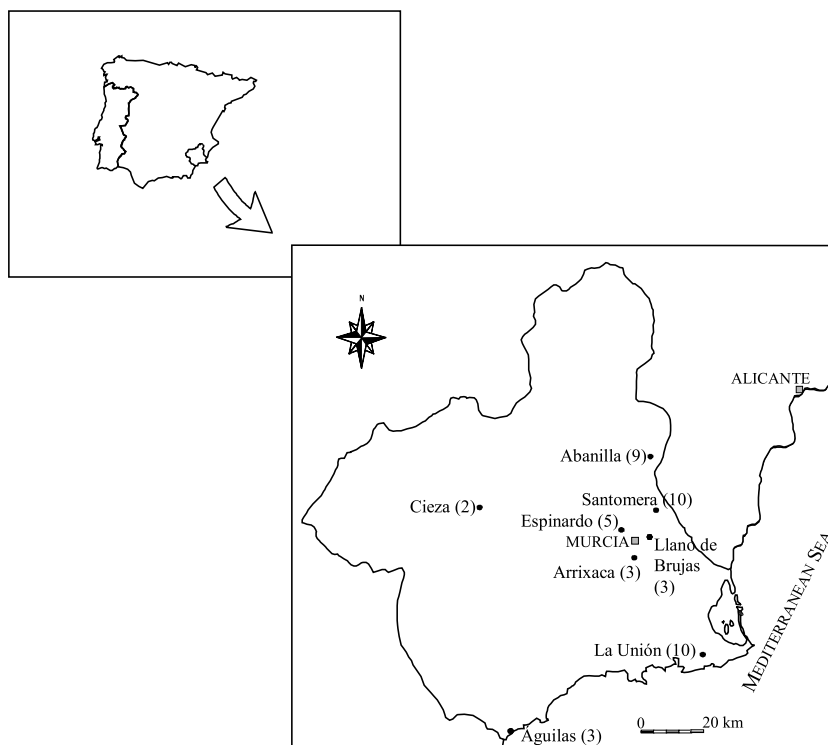 N
ALICANTE
Abanilla (9)
Cieza (2)
Santomera (10)
Espinardo (5)
MURCIA
Llano de
Brujas
(3)
Arrixaca (3)
La Unión (10)
MEDITERRANEAN SEA
Águilas (3)
0 20 km